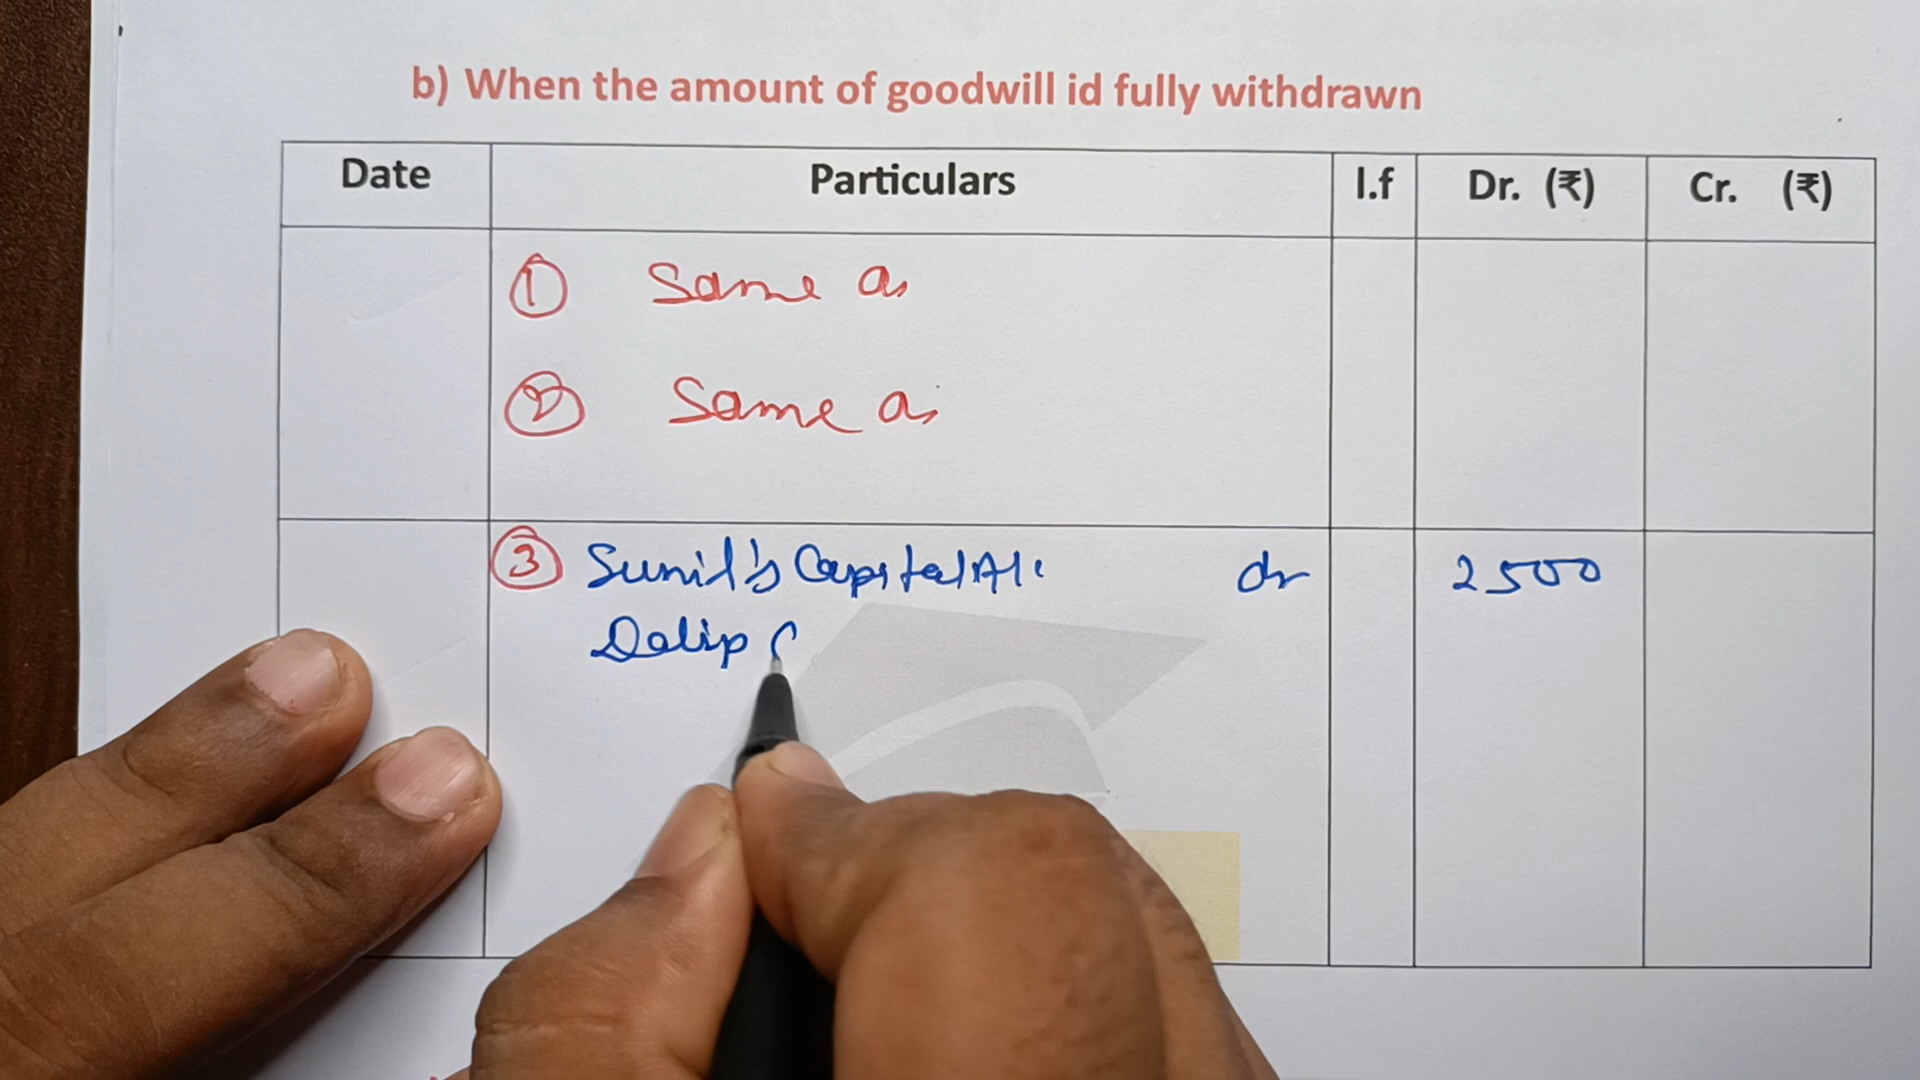 b) When the amount of goodwill id fully withdrawn
Date Particulars l.f Dr. (₹) Cr. (₹)
① Same as
② Same as
③ Sunil's Capital A/c dr 2500
Dalip C